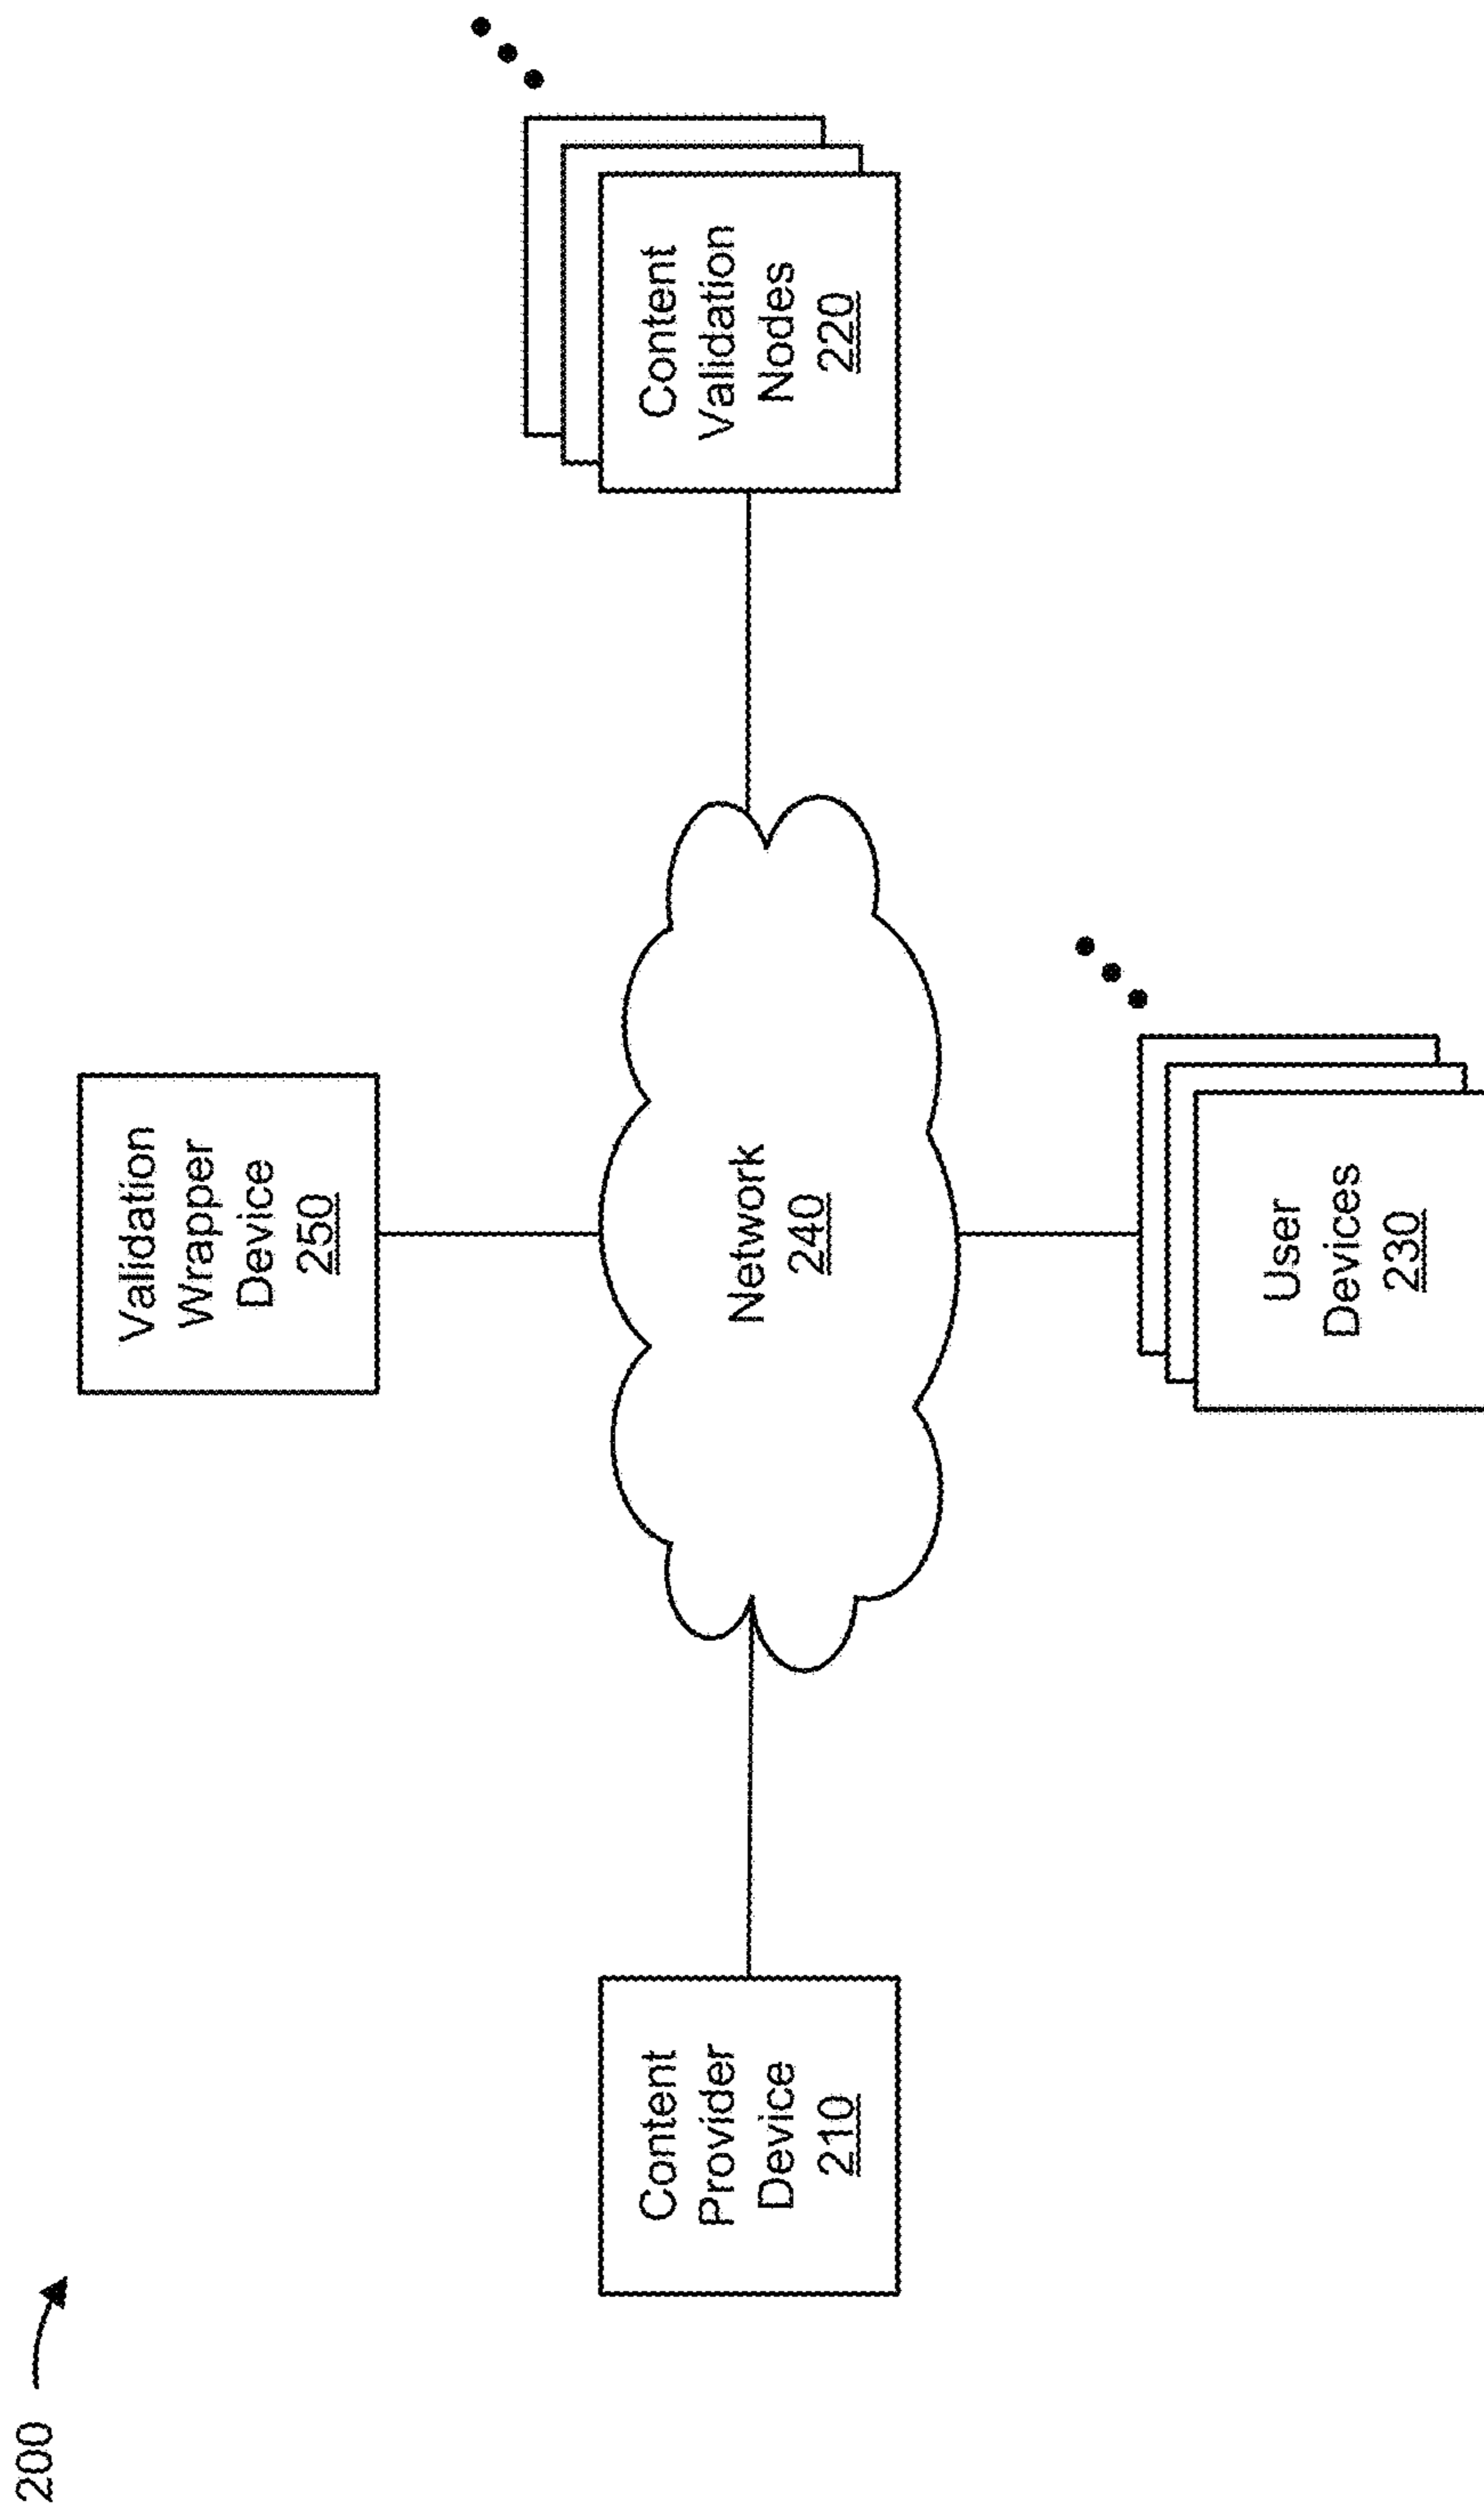 200
Validation
Wrapper
Device
250
Content
Provider
Device
210
Network
240
Content
Validation
Nodes
220
User
Devices
230